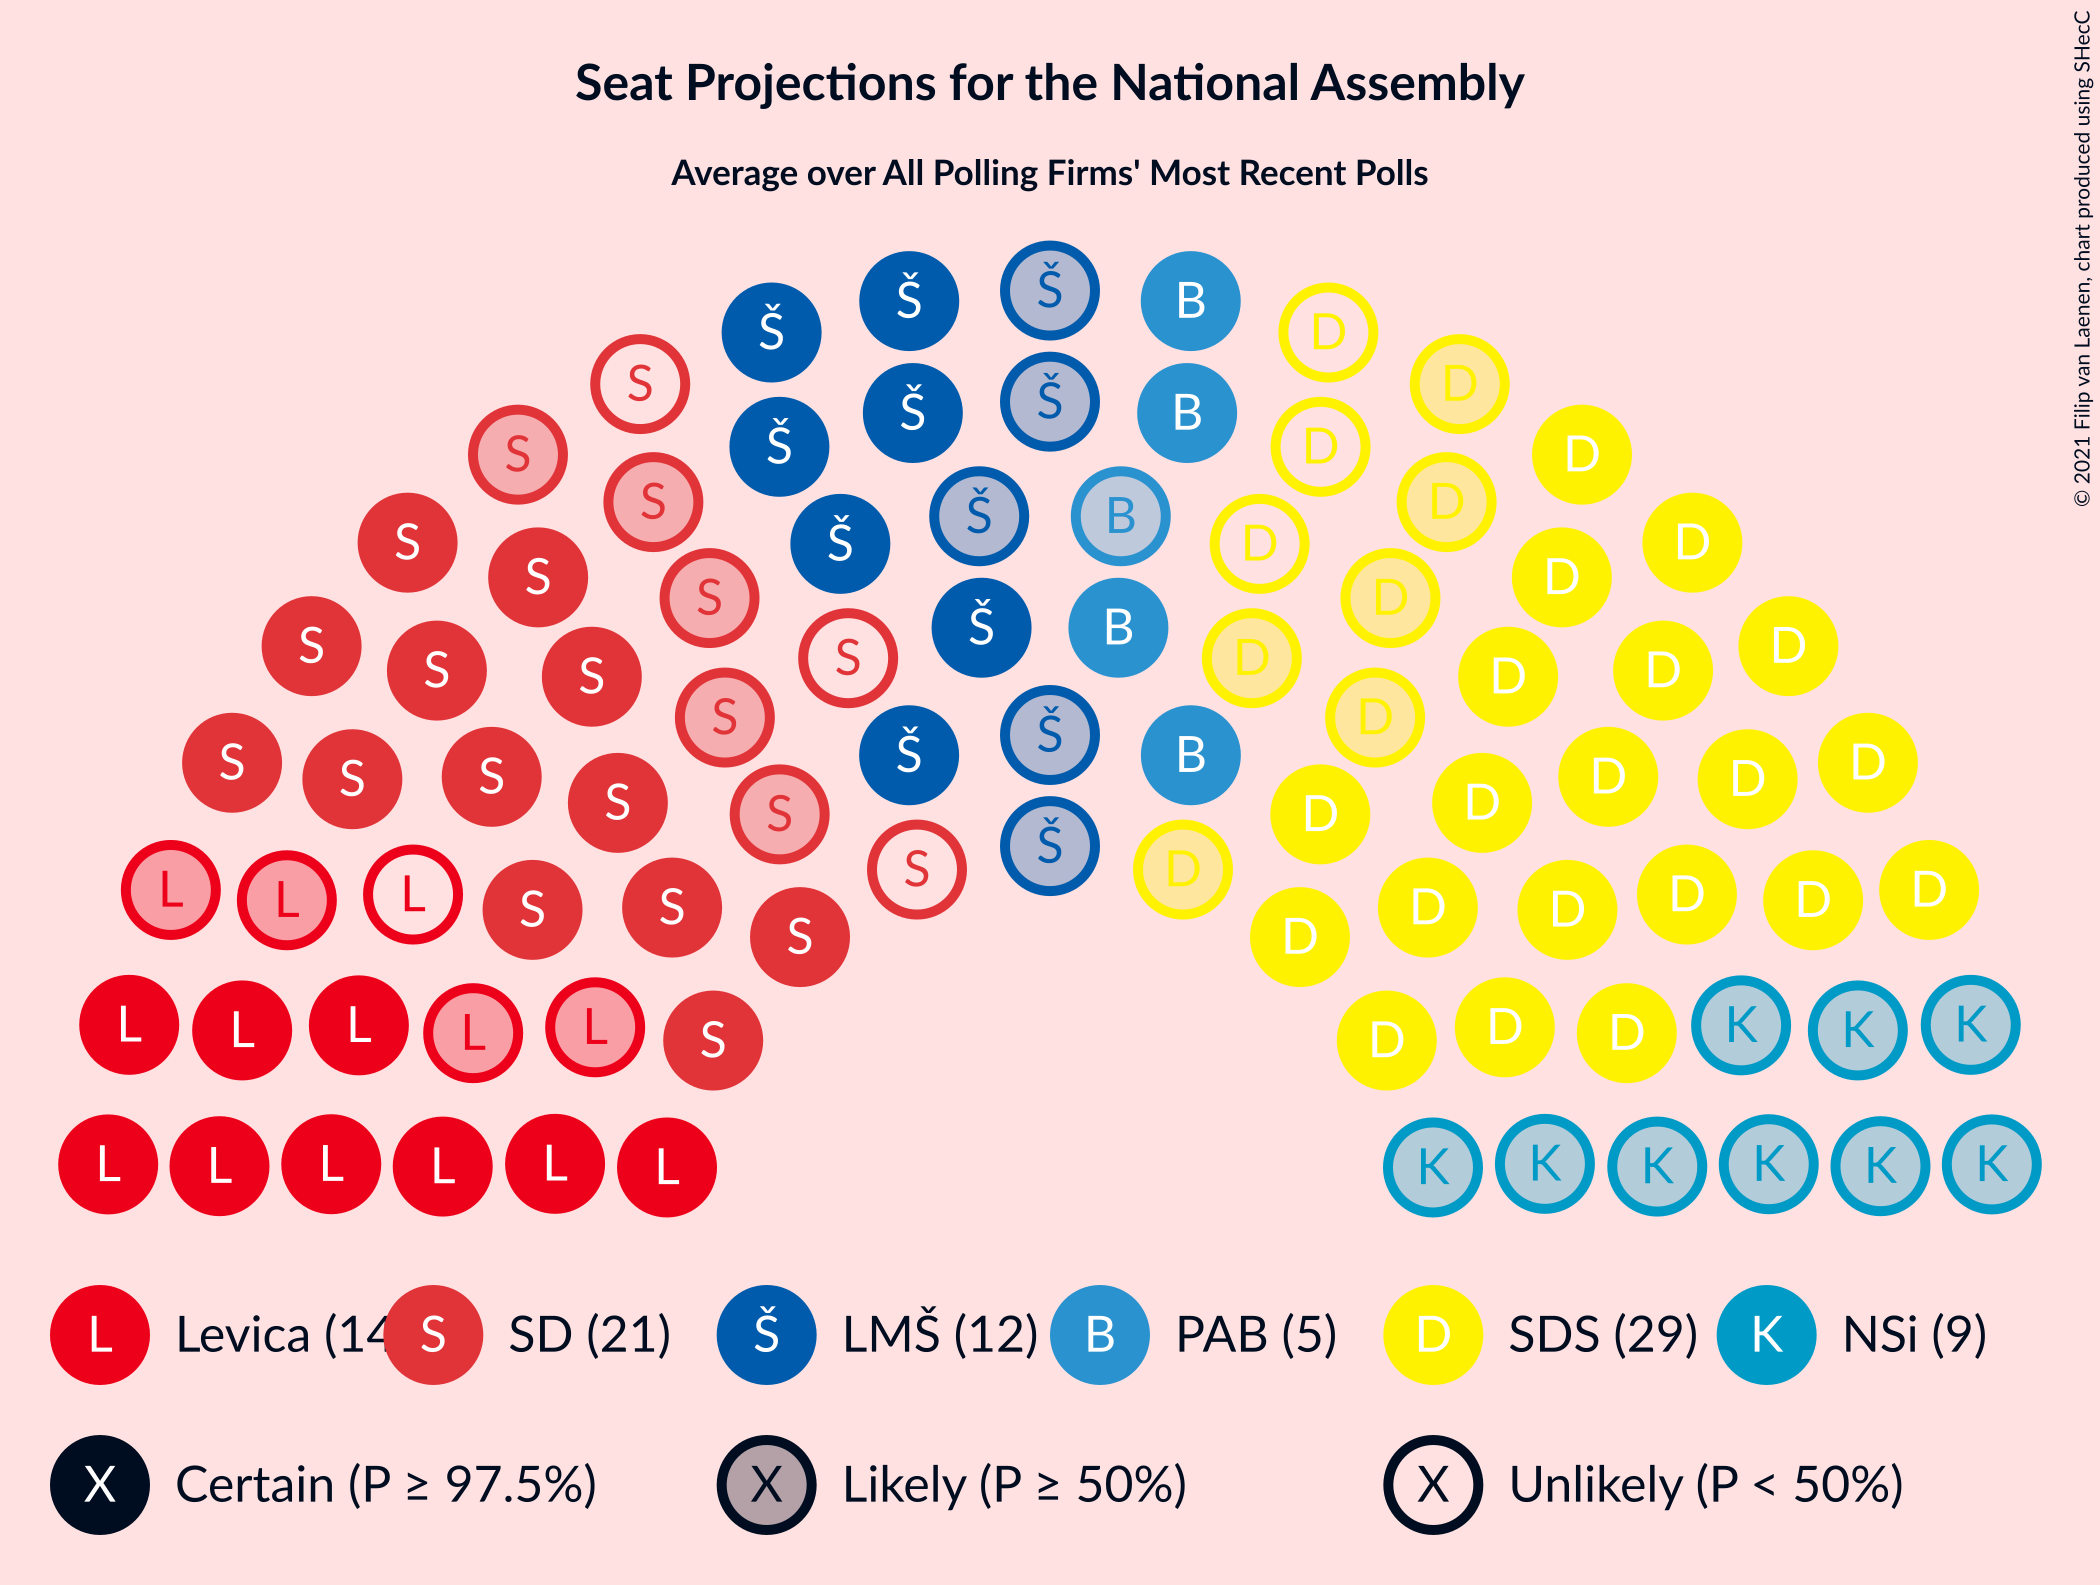 Seat Projections for the National Assembly
Average over All Polling Firms' Most Recent Polls
© 2021 Filip van Laenen, chart produced using SHecC
Š Š Š B
S Š D
S D
Š Š Š B
Š D
S D
S D
S D
Š B
Š D
S D
S D
S D
Š B
S D
S D
S D
S D
Š Š B
S D
S D
S D
S D
S D
S D
Š
S D
L L L S S S D D D D D D
L L L L L S D D D K K K
L L L L L L K K K K K K
L Levica (14 S SD (21) Š LMŠ (12) B PAB (5) D SDS (29) K NSi (9)
X Certain (P ≥ 97.5%) X Likely (P ≥ 50%) X Unlikely (P < 50%)